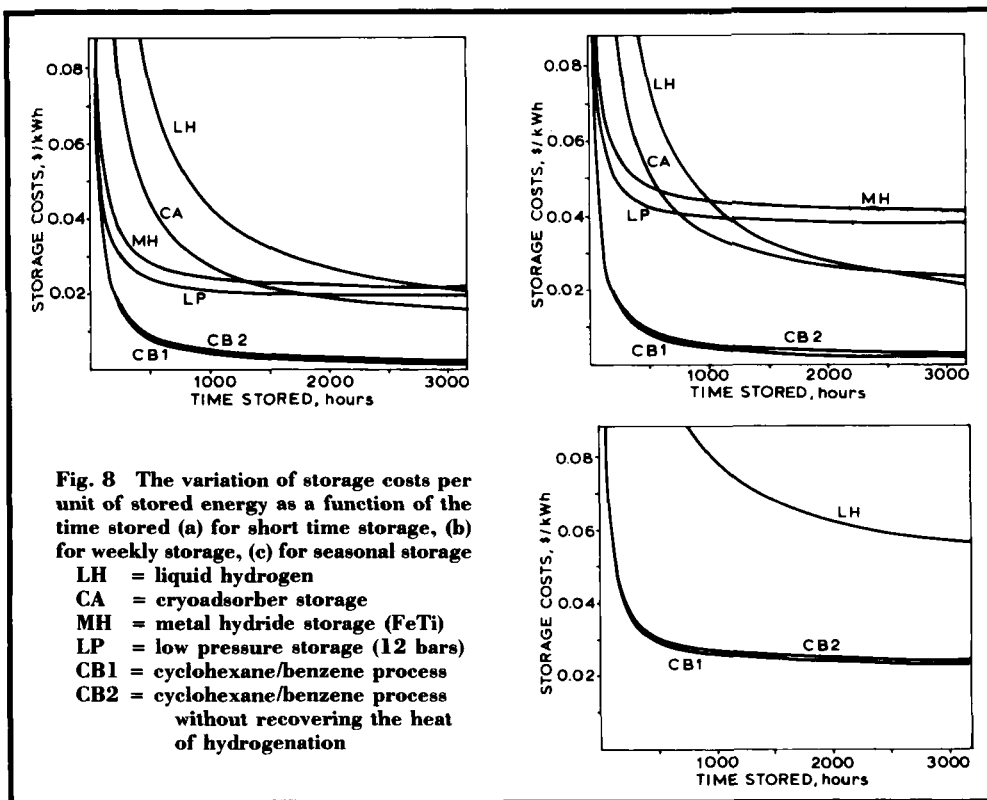 0.08
0.06
0.04
0.02
STORAGE COSTS, $/kWh
LH
CA
MH
LP
CB2
CB1
1000
2000
3000
TIME STORED, hours
0.08
0.06
0.04
0.02
STORAGE COSTS, $/kWh
LH
CA
MH
LP
CB2
CB1
1000
2000
3000
TIME STORED, hours
Fig. 8 The variation of storage costs per
unit of stored energy as a function of the
time stored (a) for short time storage, (b)
for weekly storage, (c) for seasonal storage
LH = liquid hydrogen
CA = cryoadsorber storage
MH = metal hydride storage (FeTi)
LP = low pressure storage (12 bars)
CB1 = cyclohexane/benzene process
CB2 = cyclohexane/benzene process
without recovering the heat
of hydrogenation
0.08
0.06
0.04
0.02
STORAGE COSTS, $/kWh
LH
CB2
CB1
1000
2000
3000
TIME STORED, hours